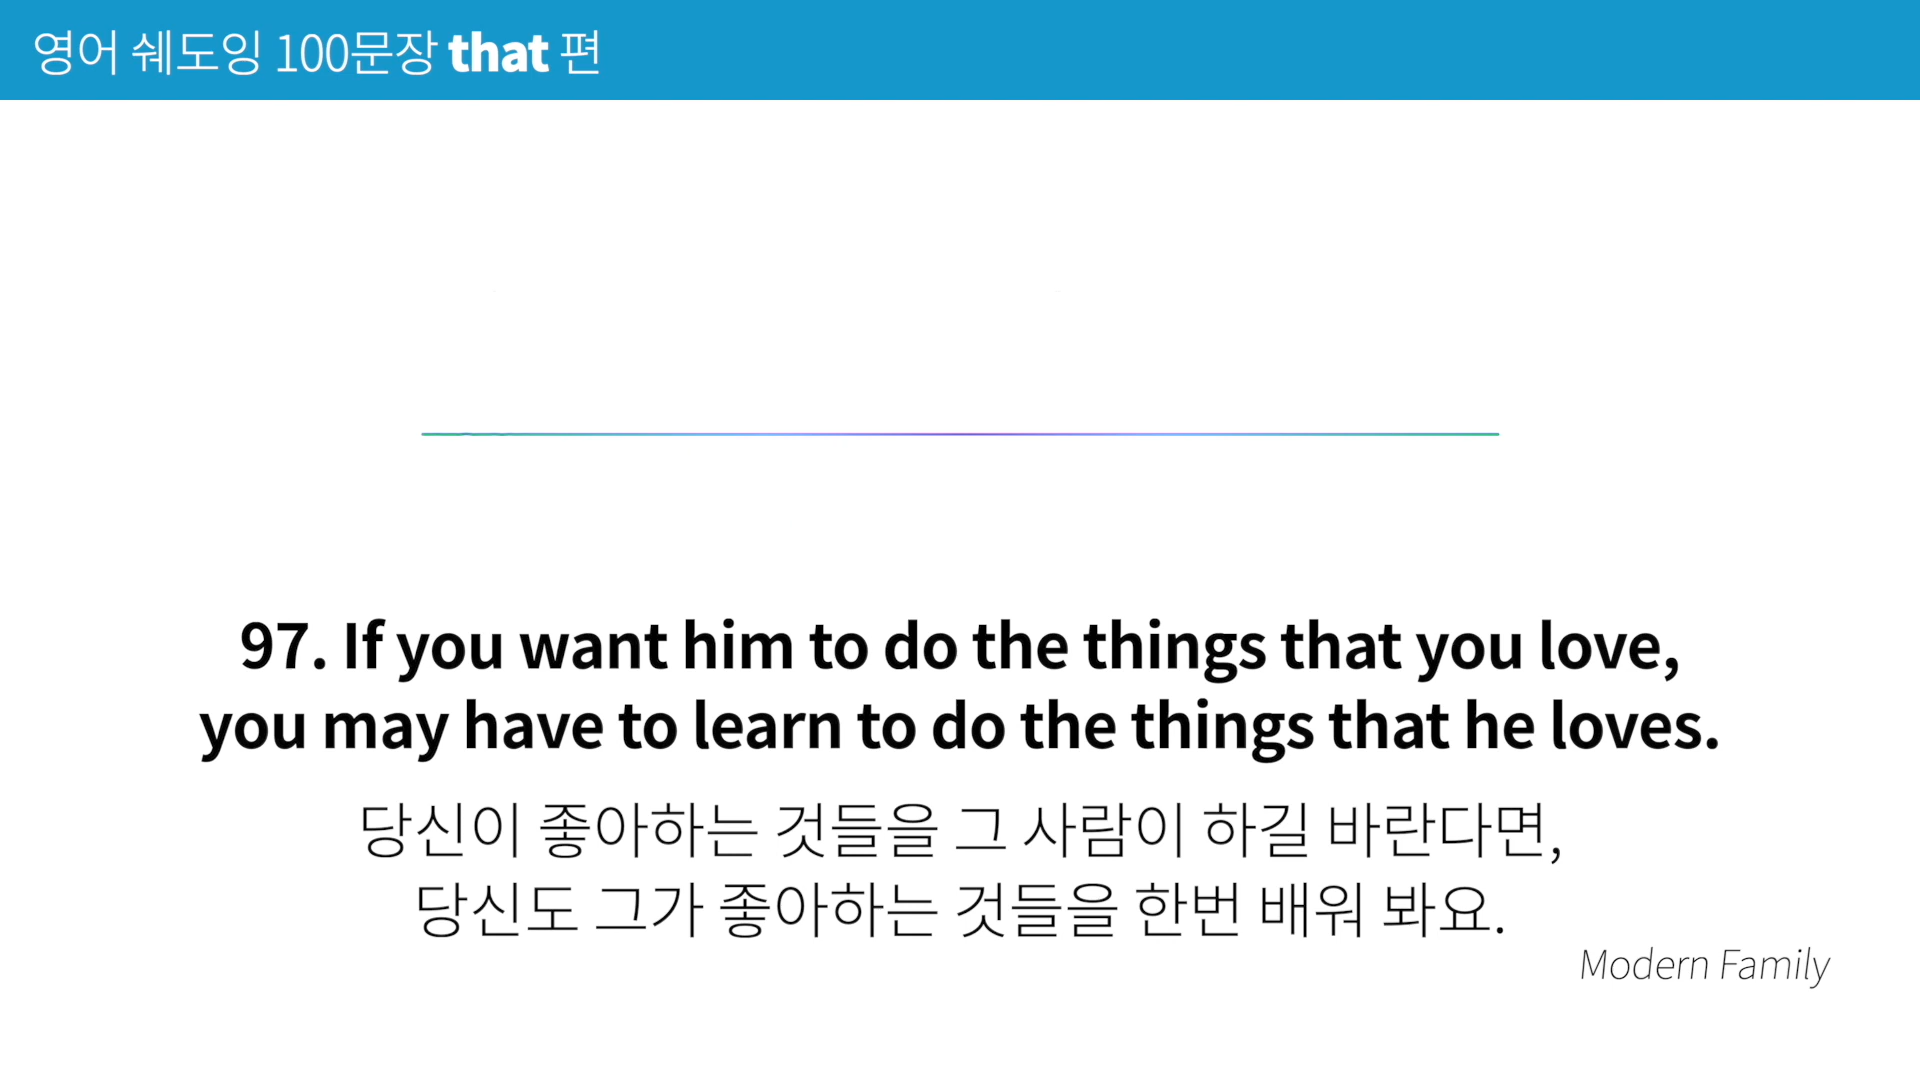 영어 쉐도잉 100문장 that 편
97. If you want him to do the things that you love,
you may have to learn to do the things that he loves.
당신이 좋아하는 것들을 그 사람이 하길 바란다면,
당신도 그가 좋아하는 것들을 한번 배워 봐요.
Modern Family